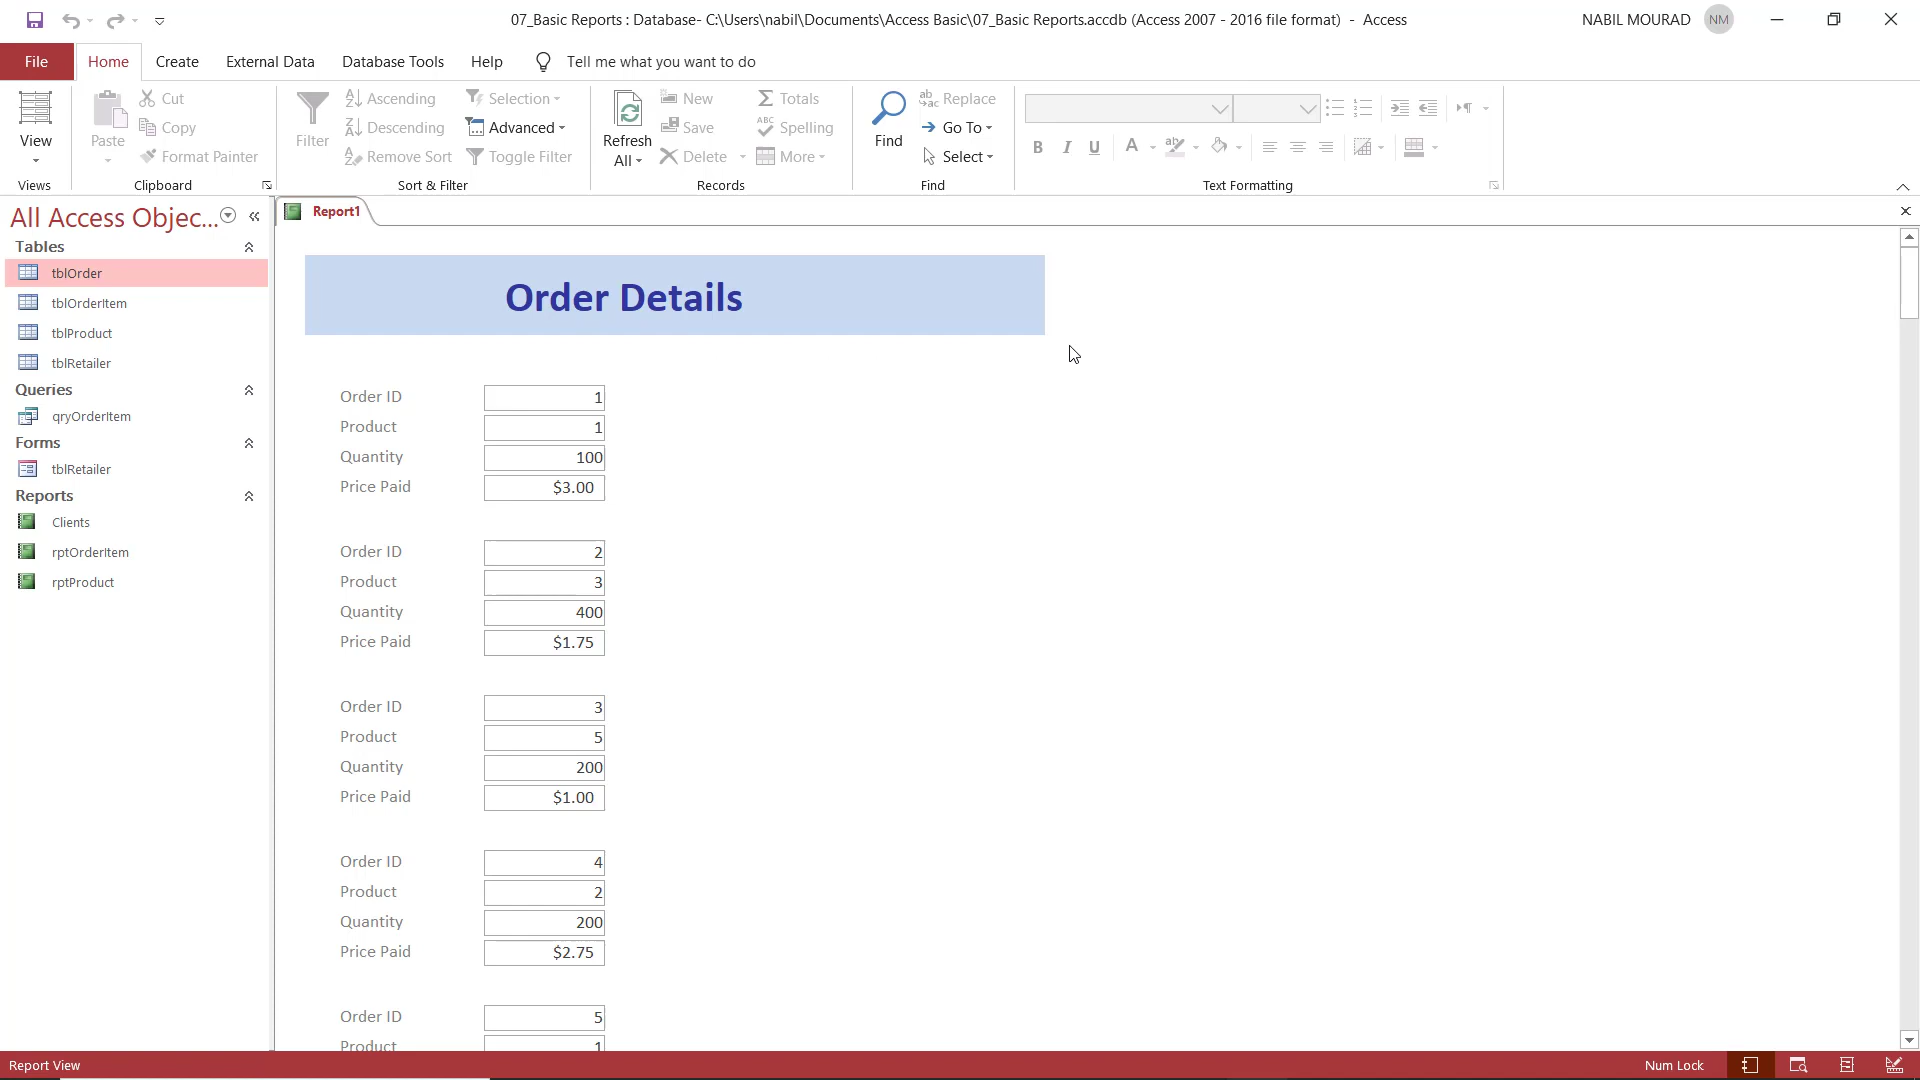 07_Basic Reports : Database- C:\Users\nabil\Documents\Access Basic\07_Basic Reports.accdb (Access 2007 - 2016 file format) - Access
NABIL MOURAD NM
File Home Create External Data Database Tools Help Tell me what you want to do
View
Views
Paste
Cut
Copy
Format Painter
Clipboard
Filter
Ascending
Descending
Remove Sort
Selection
Advanced
Toggle Filter
Sort & Filter
Refresh
All
New
Save
Delete
Totals
Spelling
More
Records
Find
Replace
Go To
Select
Find
B I U A
Text Formatting
All Access Objec...
Tables
tblOrder
tblOrderItem
tblProduct
tblRetailer
Queries
qryOrderItem
Forms
tblRetailer
Reports
Clients
rptOrderItem
rptProduct
Report1
Order Details
Order ID 1
Product 1
Quantity 100
Price Paid $3.00
Order ID 2
Product 3
Quantity 400
Price Paid $1.75
Order ID 3
Product 5
Quantity 200
Price Paid $1.00
Order ID 4
Product 2
Quantity 200
Price Paid $2.75
Order ID 5
Product 1
Report View
Num Lock